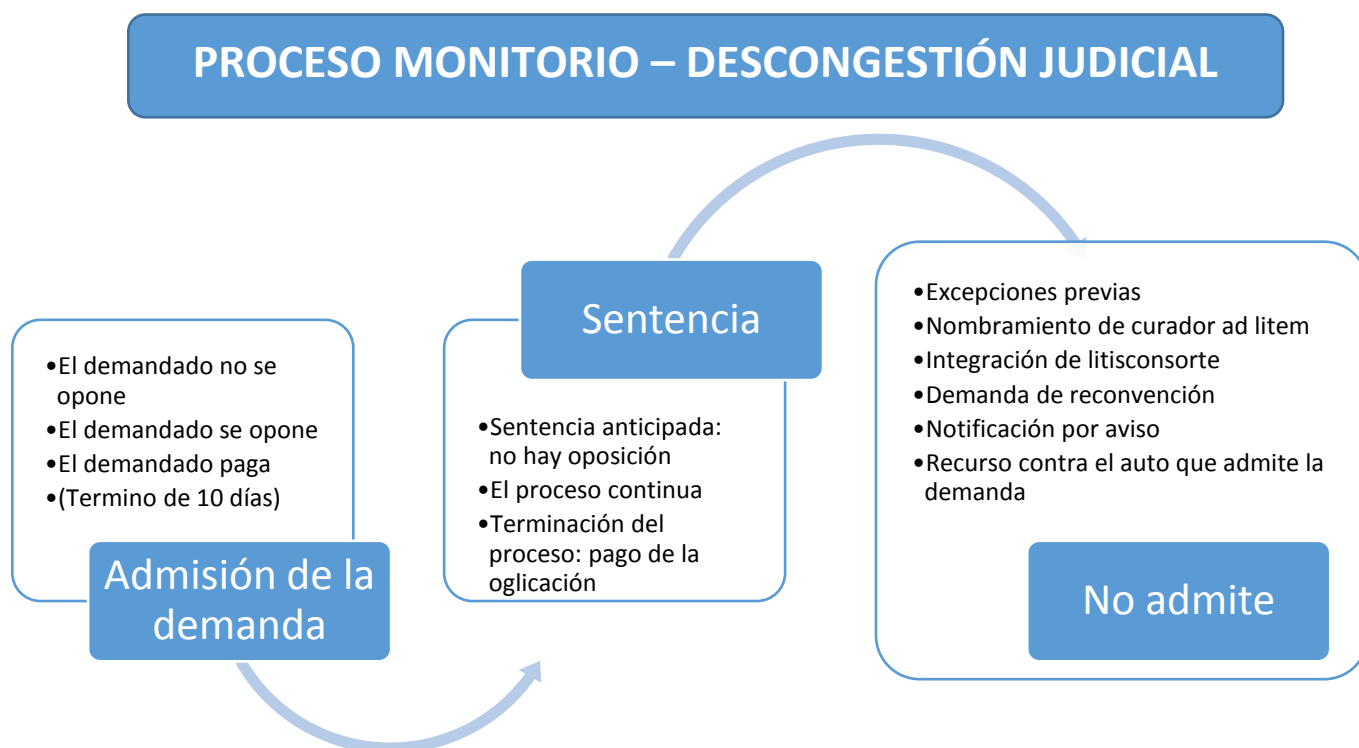 PROCESO MONITORIO – DESCONGESTIÓN JUDICIAL
•El demandado no se
opone
•El demandado se opone
•El demandado paga
•(Termino de 10 días)
Admisión de la
demanda
Sentencia
•Sentencia anticipada:
no hay oposición
•El proceso continua
•Terminación del
proceso: pago de la
oglicación
•Excepciones previas
•Nombramiento de curador ad litem
•Integración de litisconsorte
•Demanda de reconvención
•Notificación por aviso
•Recurso contra el auto que admite la
demanda
No admite